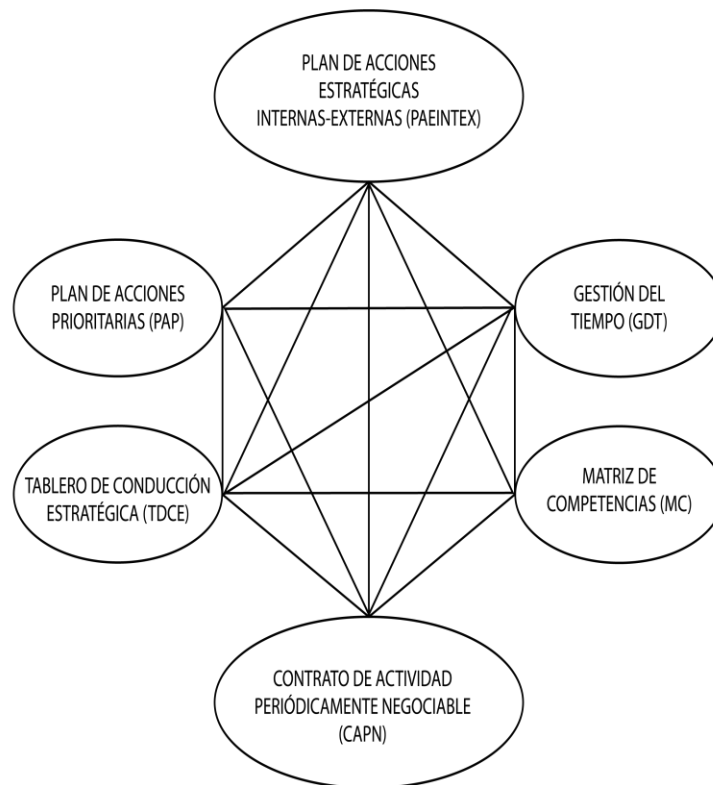 PLAN DE ACCIONES
ESTRATÉGICAS
INTERNAS-EXTERNAS (PAEINTEX)
PLAN DE ACCIONES
PRIORITARIAS (PAP)
GESTIÓN DEL
TIEMPO (GDT)
TABLERO DE CONDUCCIÓN
ESTRATÉGICA (TDCE)
MATRIZ DE
COMPETENCIAS (MC)
CONTRATO DE ACTIVIDAD
PERIÓDICAMENTE NEGOCIABLE
(CAPN)